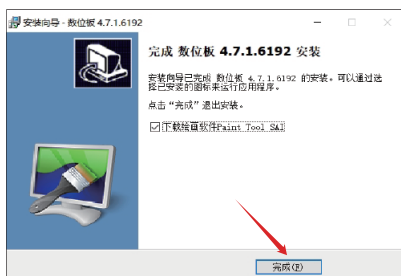 安装向导 - 数位板 4.7.1.6192
完成 数位板 4.7.1.6192 安装
安装向导已完成 数位板 4.7.1.6192 的安装。可以通过选
择已安装的图标来运行应用程序。
点击“完成”退出安装。
下载绘画软件Paint Tool SAI
完成(F)